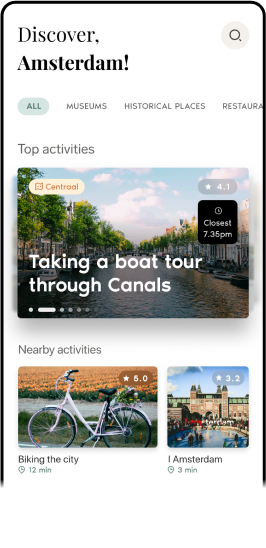 Discover,
Amsterdam!
ALL MUSEUMS HISTORICAL PLACES RESTAURA
Top activities
Centraal
4.1
Closest
7.35pm
Taking a boat tour
through Canals
Nearby activities
5.0
3.2
Biking the city
12 min
I Amsterdam
3 min